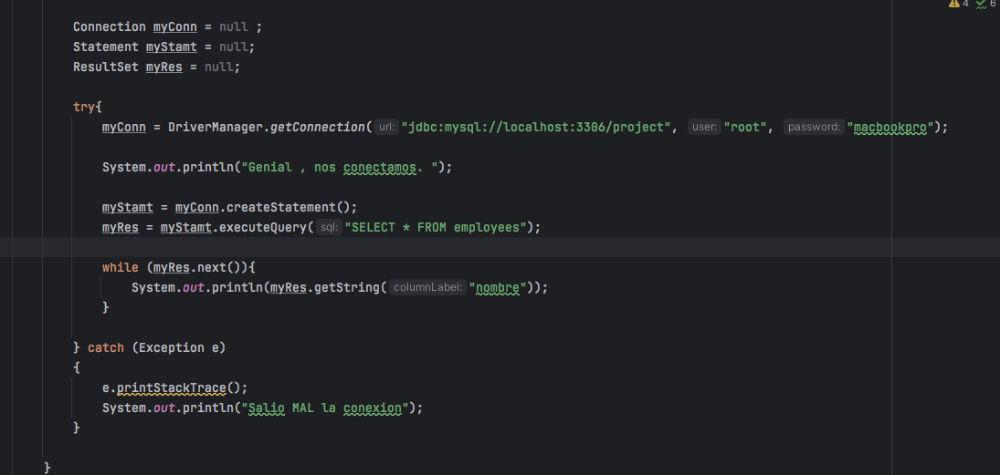 4 6
Connection myConn = null ;
Statement myStamt = null;
ResultSet myRes = null;
try{
myConn = DriverManager.getConnection( url: "jdbc:mysql://localhost:3306/project", user: "root", password: "macbookpro");
System.out.println("Genial , nos conectamos. ");
myStamt = myConn.createStatement();
myRes = myStamt.executeQuery( sql: "SELECT * FROM employees");
while (myRes.next()){
System.out.println(myRes.getString( columnLabel: "nombre"));
}
} catch (Exception e)
{
e.printStackTrace();
System.out.println("Salio MAL la conexion");
}
}